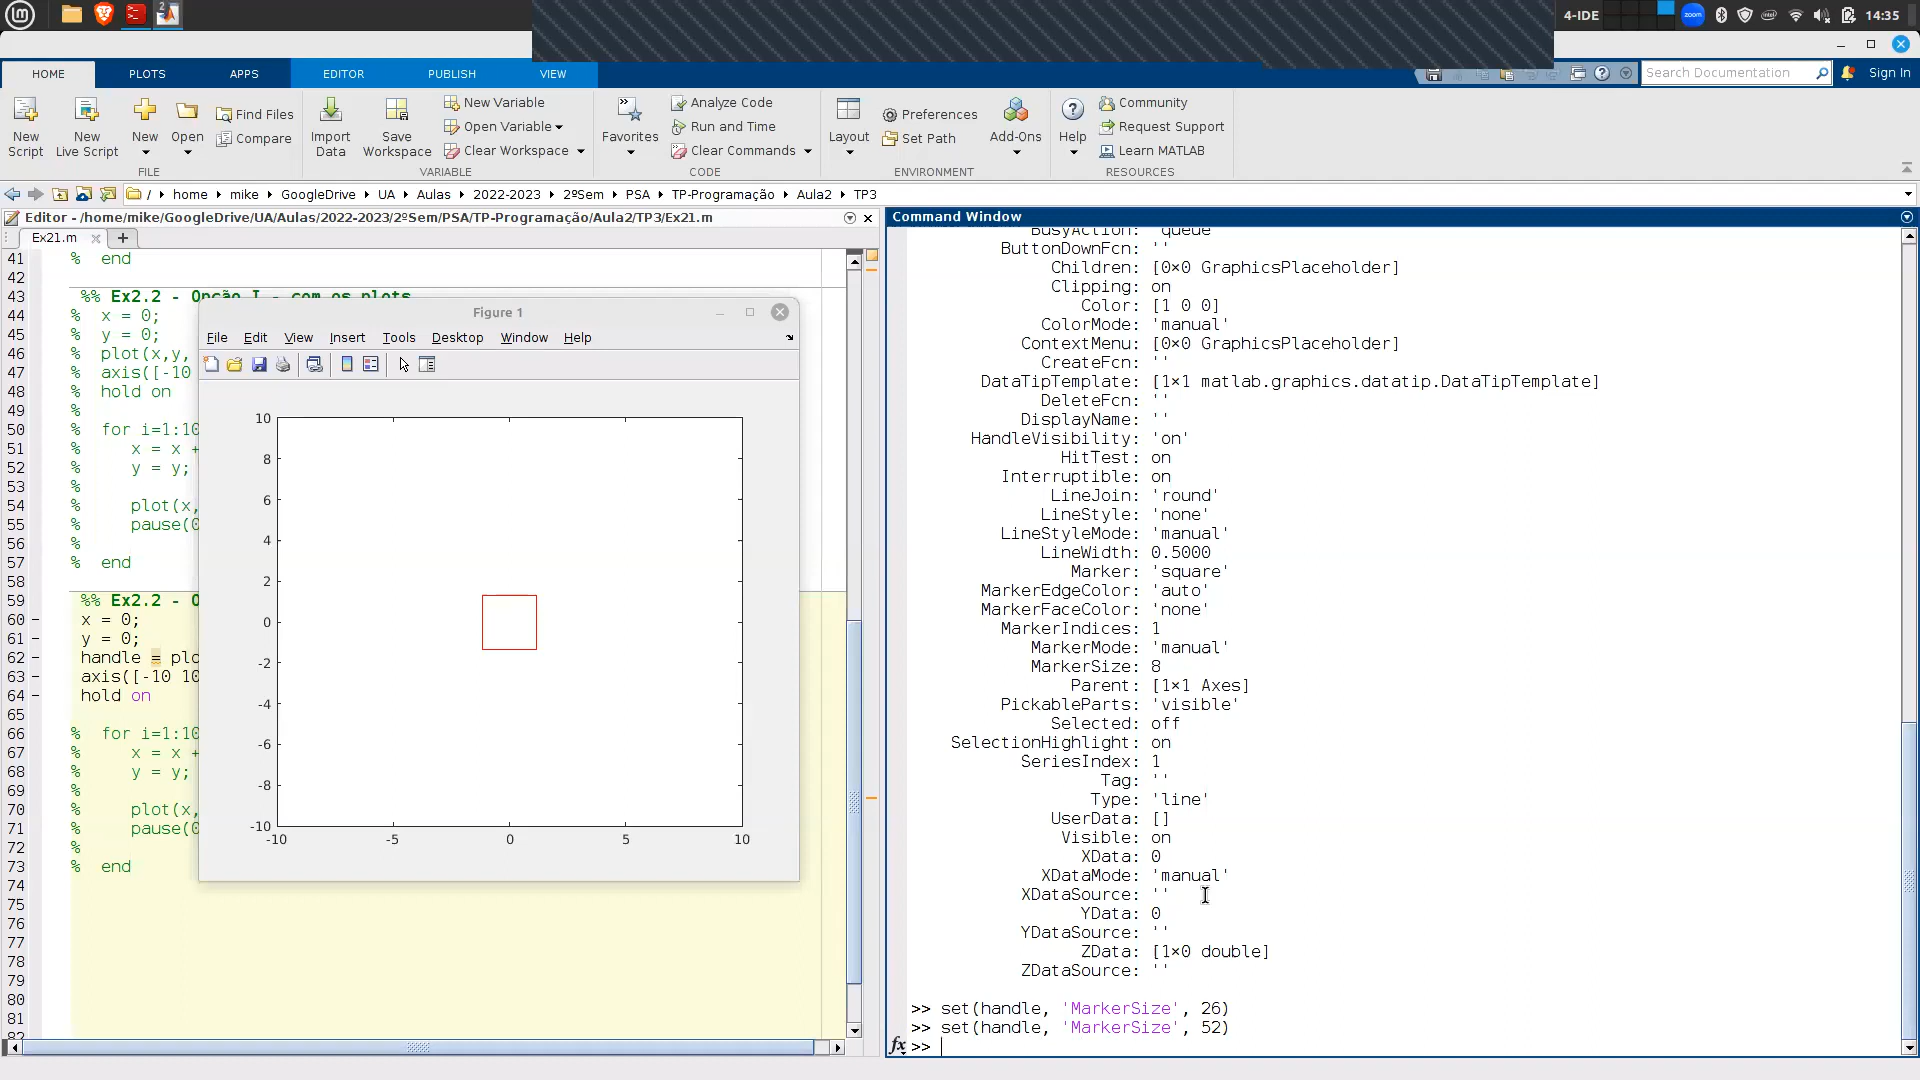 2
4-IDE
zoom
14:35
HOME
PLOTS
APPS
EDITOR
PUBLISH
VIEW
Search Documentation
Sign In
New Script
New Live Script
New
Open
Find Files
Compare
FILE
Import Data
Save Workspace
New Variable
Open Variable
Clear Workspace
VARIABLE
Favorites
Analyze Code
Run and Time
Clear Commands
CODE
Layout
Preferences
Set Path
Add-Ons
ENVIRONMENT
Help
Community
Request Support
Learn MATLAB
RESOURCES
/ home mike GoogleDrive UA Aulas 2022-2023 2ºSem PSA TP-Programação Aula2 TP3
Editor - /home/mike/GoogleDrive/UA/Aulas/2022-2023/2ºSem/PSA/TP-Programação/Aula2/TP3/Ex21.m
Ex21.m
41 % end
42
43 %% Ex2.2 - Opção I - com os plots
44 % x = 0;
45 % y = 0;
46 % plot(x,y,
47 % axis([-10
48 % hold on
49 %
50 % for i=1:10
51 % x = x +
52 % y = y;
53 %
54 % plot(x,
55 % pause(0
56 %
57 % end
58
59 %% Ex2.2 - O
60 x = 0;
61 y = 0;
62 handle = plo
63 axis([-10 10
64 hold on
65
66 % for i=1:10
67 % x = x +
68 % y = y;
69 %
70 % plot(x,
71 % pause(0
72 %
73 % end
74
75
76
77
78
79
80
81
82
Figure 1
File Edit View Insert Tools Desktop Window Help
10
8
6
4
2
0
-2
-4
-6
-8
-10
-10 -5 0 5 10
Command Window
BusyAction: 'queue'
ButtonDownFcn: ''
Children: [0×0 GraphicsPlaceholder]
Clipping: on
Color: [1 0 0]
ColorMode: 'manual'
ContextMenu: [0×0 GraphicsPlaceholder]
CreateFcn: ''
DataTipTemplate: [1×1 matlab.graphics.datatip.DataTipTemplate]
DeleteFcn: ''
DisplayName: ''
HandleVisibility: 'on'
HitTest: on
Interruptible: on
LineJoin: 'round'
LineStyle: 'none'
LineStyleMode: 'manual'
LineWidth: 0.5000
Marker: 'square'
MarkerEdgeColor: 'auto'
MarkerFaceColor: 'none'
MarkerIndices: 1
MarkerMode: 'manual'
MarkerSize: 8
Parent: [1×1 Axes]
PickableParts: 'visible'
Selected: off
SelectionHighlight: on
SeriesIndex: 1
Tag: ''
Type: 'line'
UserData: []
Visible: on
XData: 0
XDataMode: 'manual'
XDataSource: ''
YData: 0
YDataSource: ''
ZData: [1×0 double]
ZDataSource: ''
>> set(handle, 'MarkerSize', 26)
>> set(handle, 'MarkerSize', 52)
fx >>